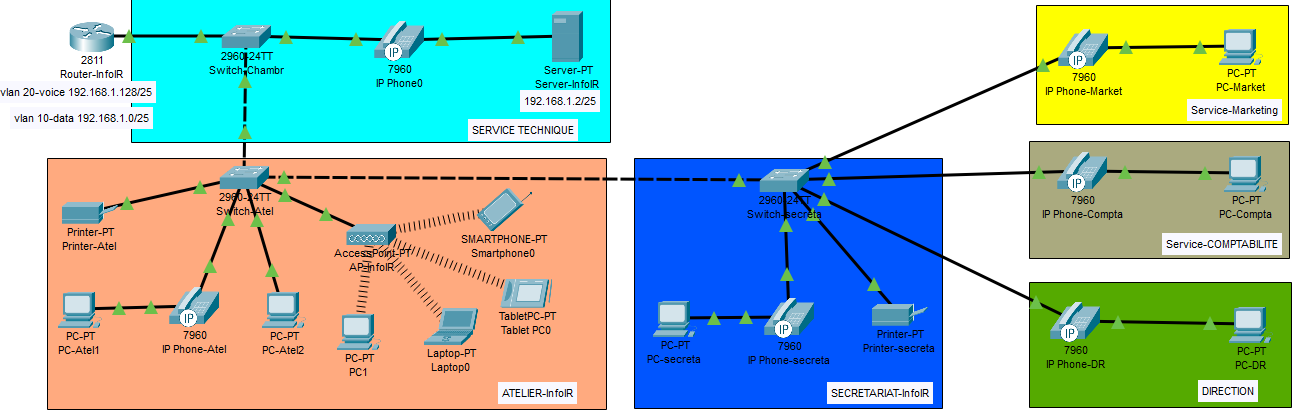 2811
Router-InfoIR
vlan 20-voice 192.168.1.128/25
vlan 10-data 192.168.1.0/25
2960-24TT
Switch-Chambr
IP
7960
IP Phone0
Server-PT
Server-InfoIR
192.168.1.2/25
SERVICE TECHNIQUE
2960-24TT
Switch-Atel
Printer-PT
Printer-Atel
AccessPoint-PT
AP-InfoIR
SMARTPHONE-PT
Smartphone0
TabletPC-PT
Tablet PC0
PC-PT
PC-Atel1
IP
7960
IP Phone-Atel
PC-PT
PC-Atel2
PC-PT
PC1
Laptop-PT
Laptop0
ATELIER-InfoIR
2960-24TT
Switch-secreta
PC-PT
PC-secreta
IP
7960
IP Phone-secreta
Printer-PT
Printer-secreta
SECRETARIAT-InfoIR
IP
7960
IP Phone-Market
PC-PT
PC-Market
Service-Marketing
IP
7960
IP Phone-Compta
PC-PT
PC-Compta
Service-COMPTABILITE
IP
7960
IP Phone-DR
PC-PT
PC-DR
DIRECTION